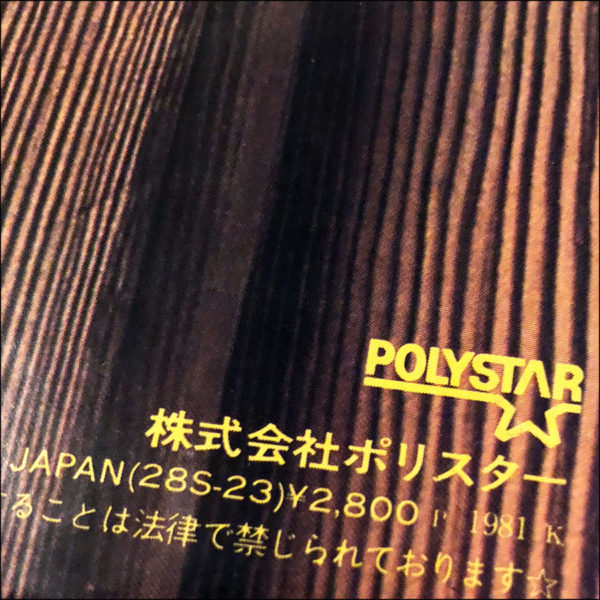 POLYSTAR
株式会社ポリスター
JAPAN(28S-23)¥2,800 P 1981 K
ることは法律で禁じられております☆